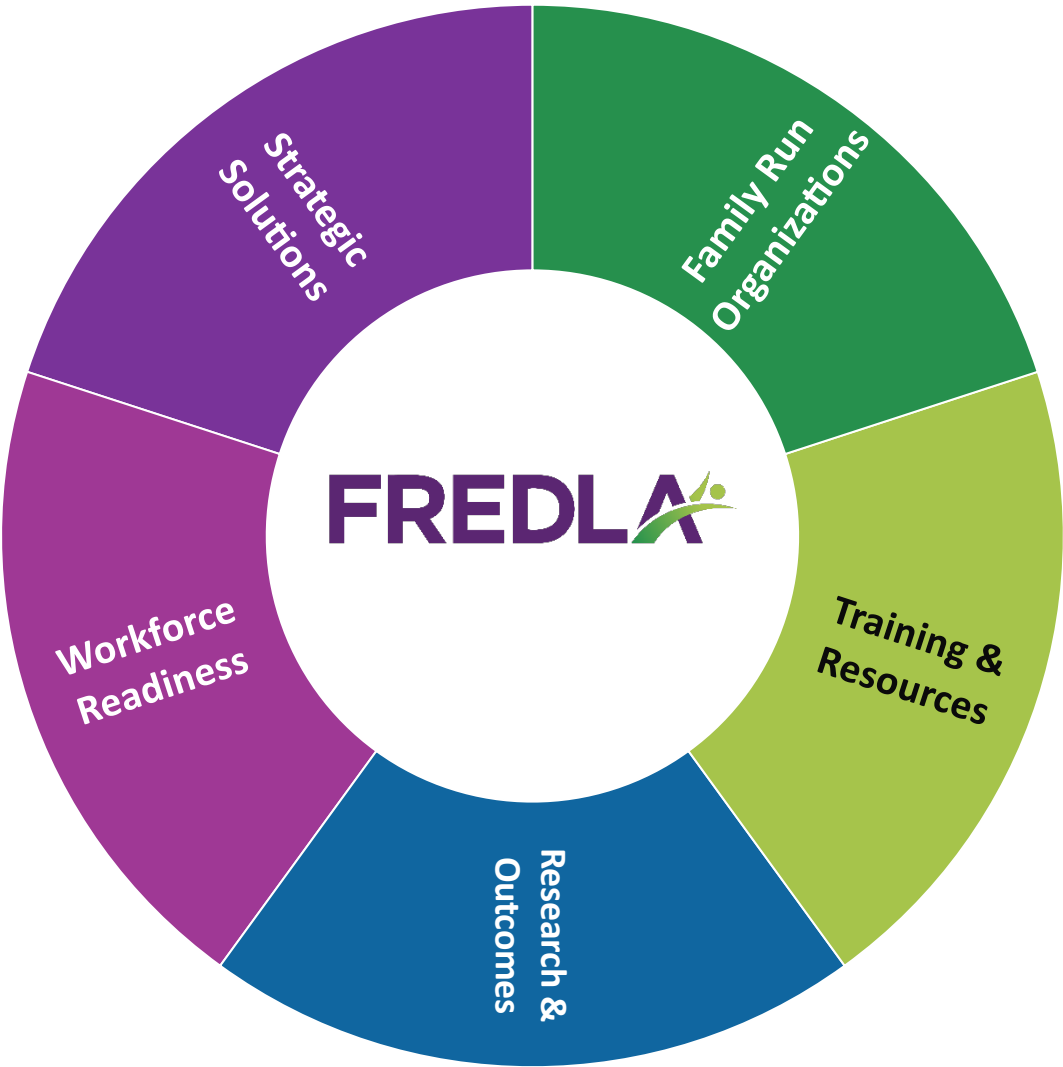 Strategic
Solutions
Family Run
Organizations
FREDLA
Workforce
Readiness
Training &
Resources
Research &
Outcomes